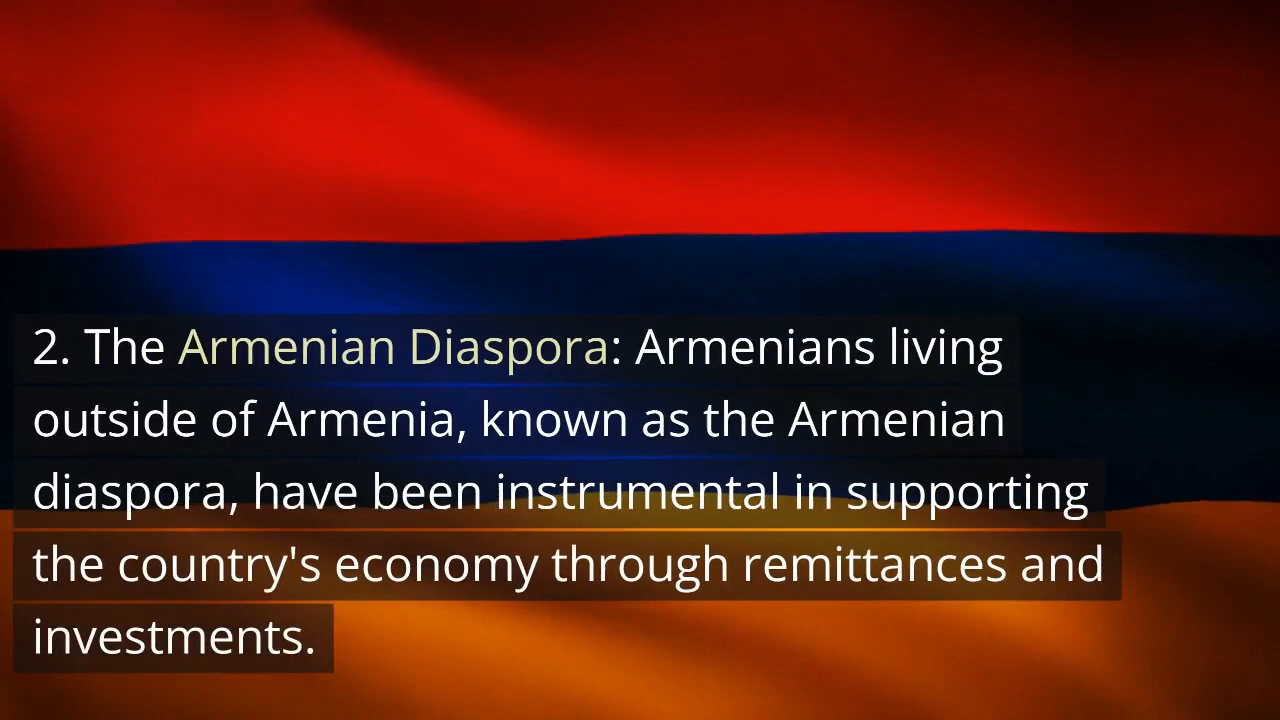 2. The Armenian Diaspora: Armenians living
outside of Armenia, known as the Armenian
diaspora, have been instrumental in supporting
the country's economy through remittances and
investments.